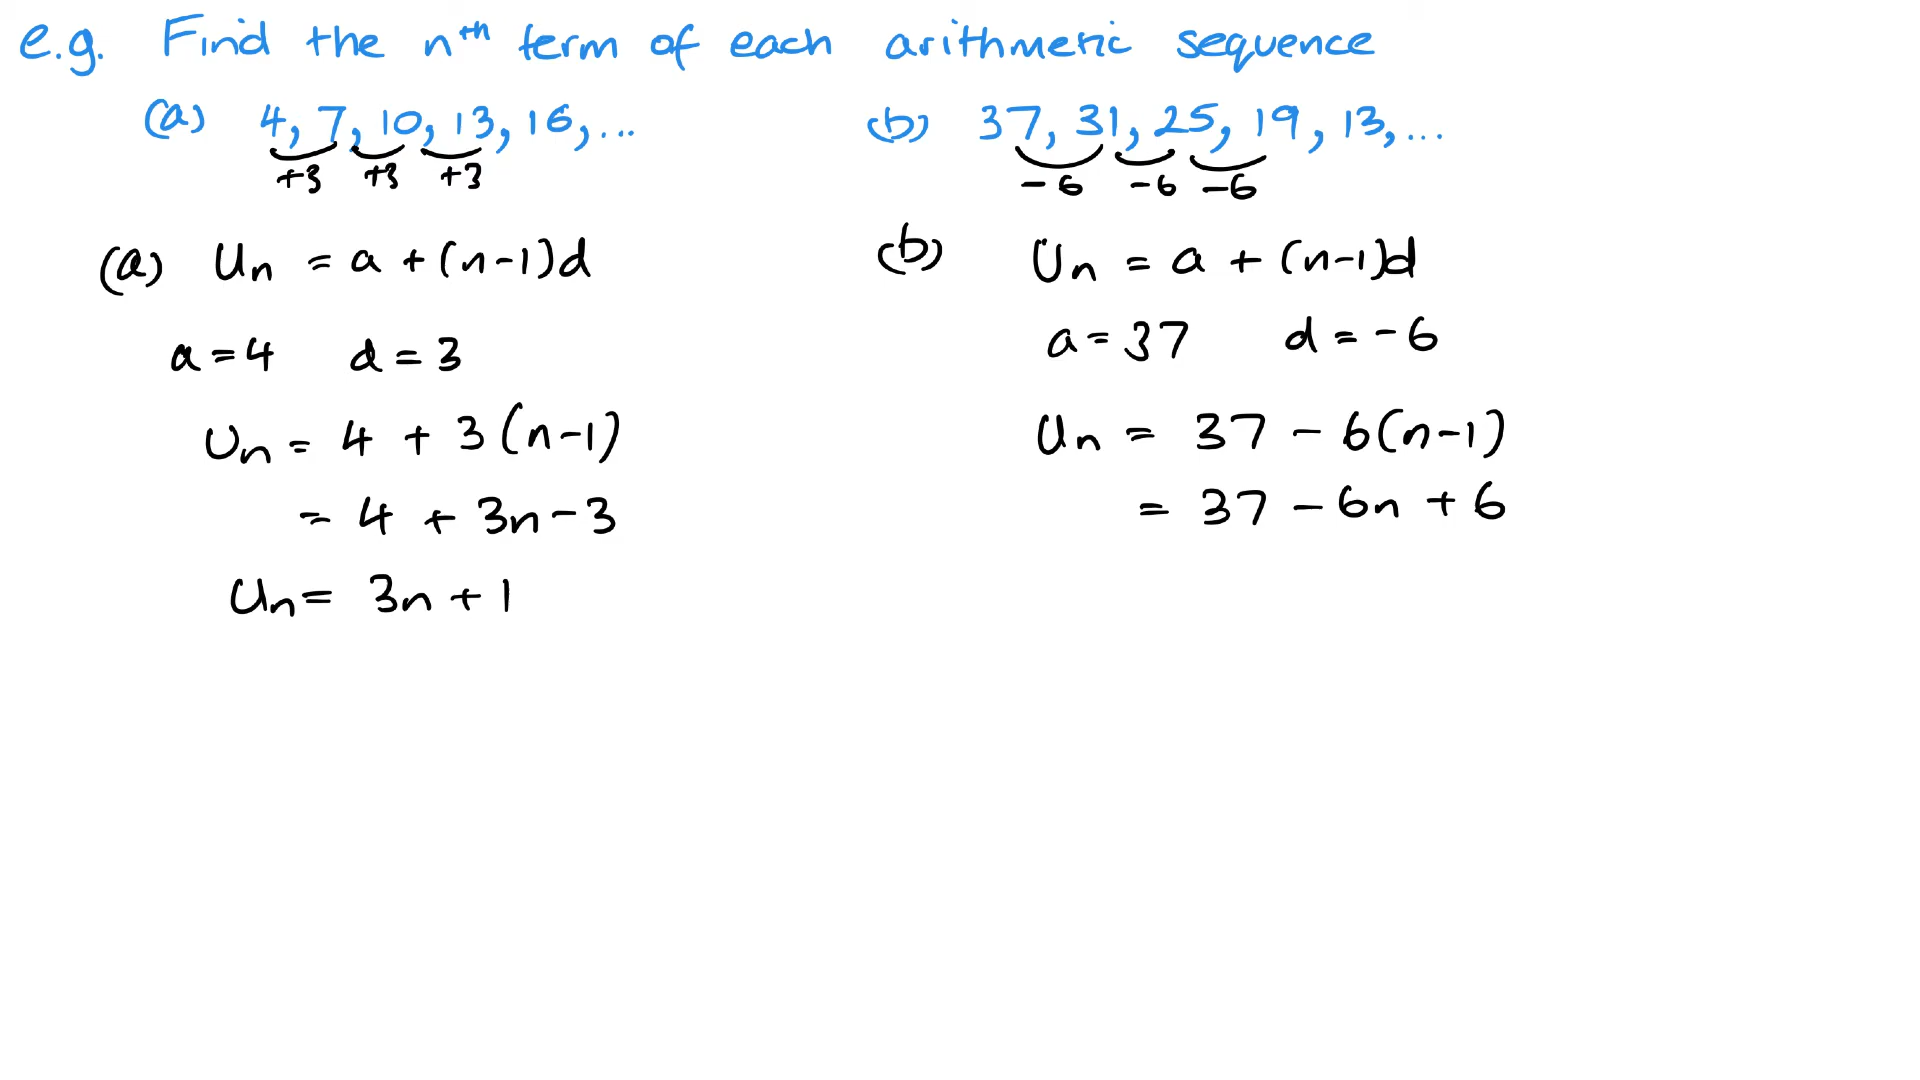 e.g. Find the nᵗʰ term of each arithmetic sequence
(a) 4, 7, 10, 13, 16, ...
+3 +3 +3
(b) 37, 31, 25, 19, 13, ...
-6 -6 -6
(a) Un = a + (n-1)d
a = 4 d = 3
Un = 4 + 3(n-1)
= 4 + 3n - 3
Un = 3n + 1
(b) Un = a + (n-1)d
a = 37 d = -6
Un = 37 - 6(n-1)
= 37 - 6n + 6